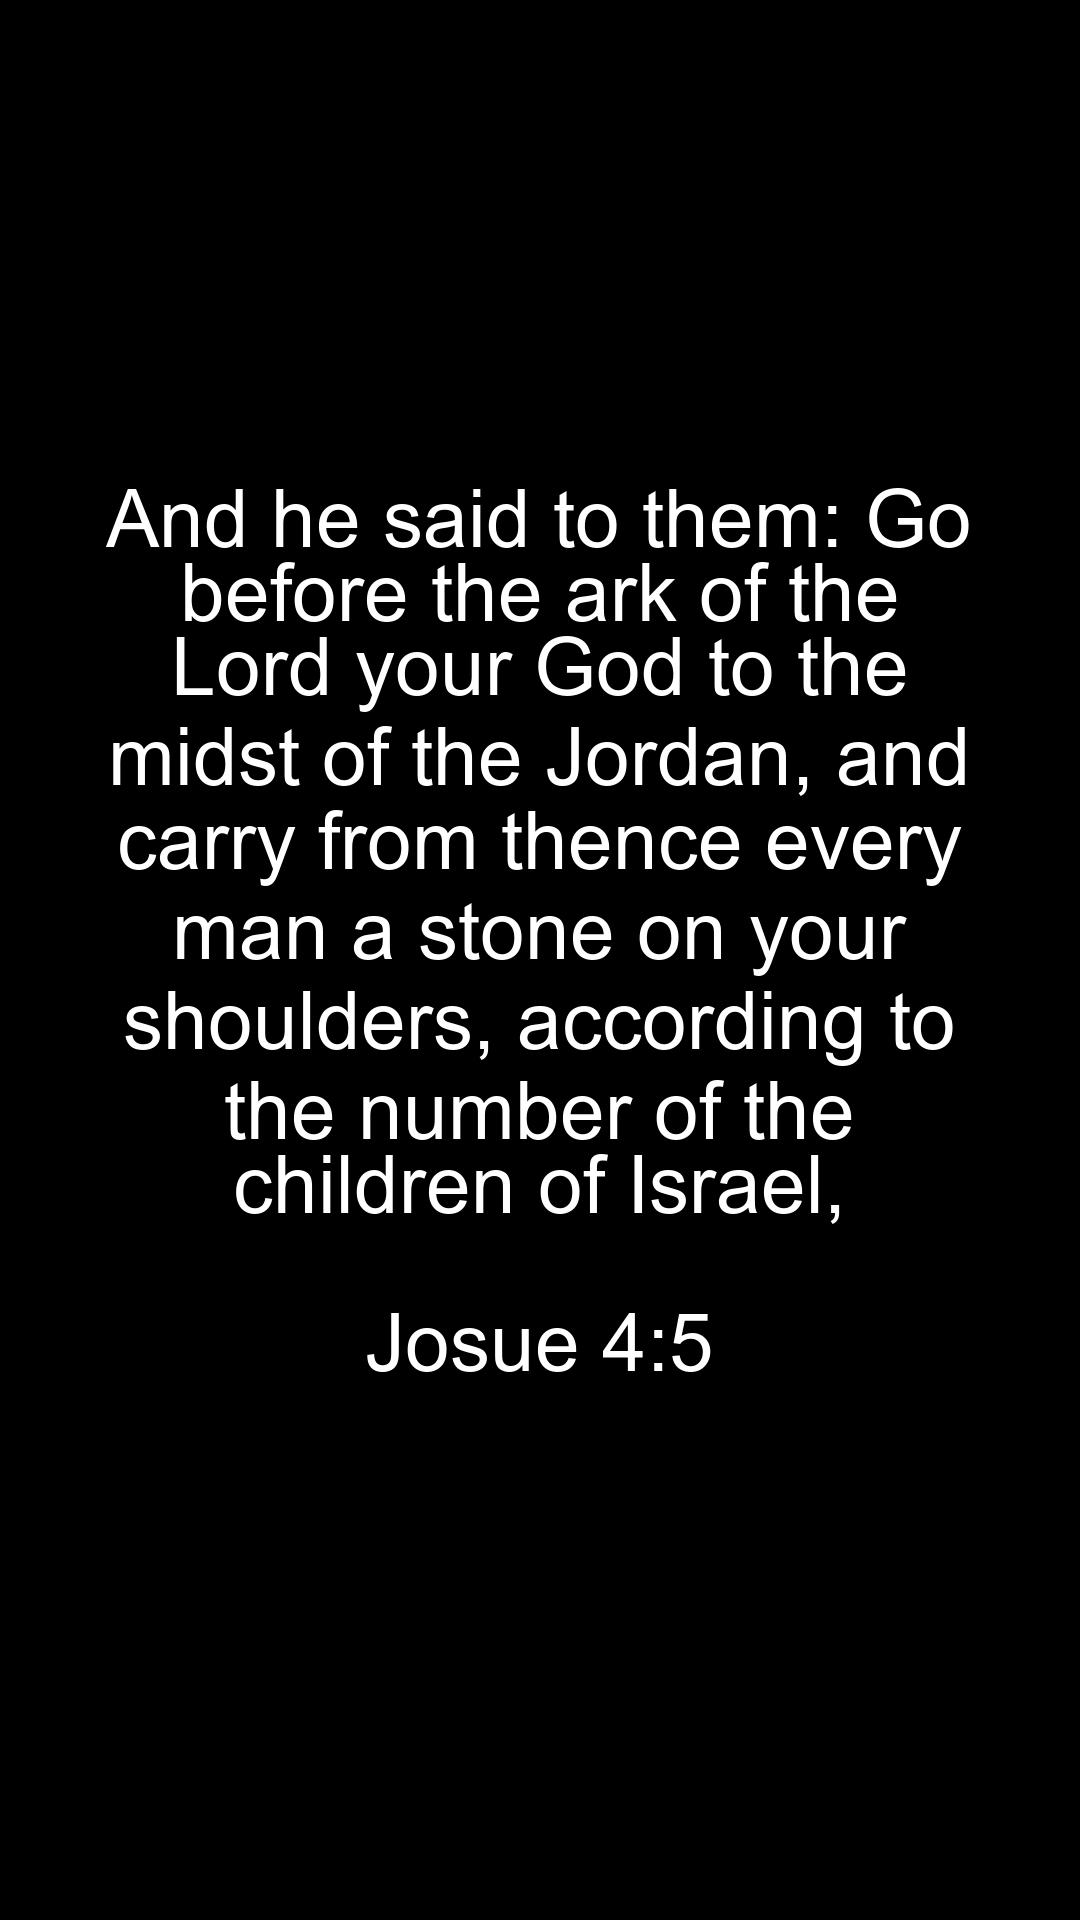 And he said to them: Go
before the ark of the
Lord your God to the
midst of the Jordan, and
carry from thence every
man a stone on your
shoulders, according to
the number of the
children of Israel,
Josue 4:5